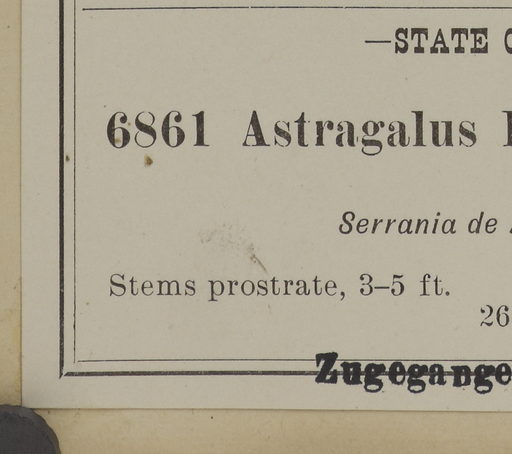 —STATE
6861 Astragalus
Serrania de
Stems prostrate, 3–5 ft.
26
Zugegange